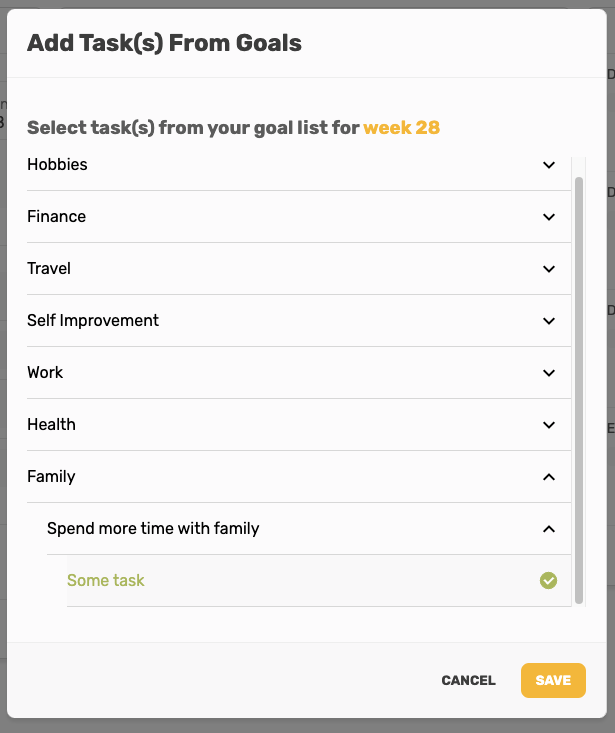 Add Task(s) From Goals
Select task(s) from your goal list for week 28
Hobbies
Finance
Travel
Self Improvement
Work
Health
Family
Spend more time with family
Some task
CANCEL SAVE